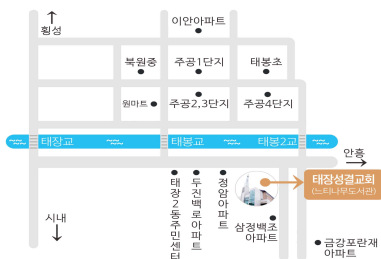 횡성
이안아파트
북원중
주공1단지
태봉초
원마트
주공2,3단지
주공4단지
태장교
태봉교
태봉2교
안흥
태장2동주민센터
두진백로아파트
정암아파트
태장성결교회
(느티나무도서관)
시내
삼정백조
아파트
금강포란재
아파트